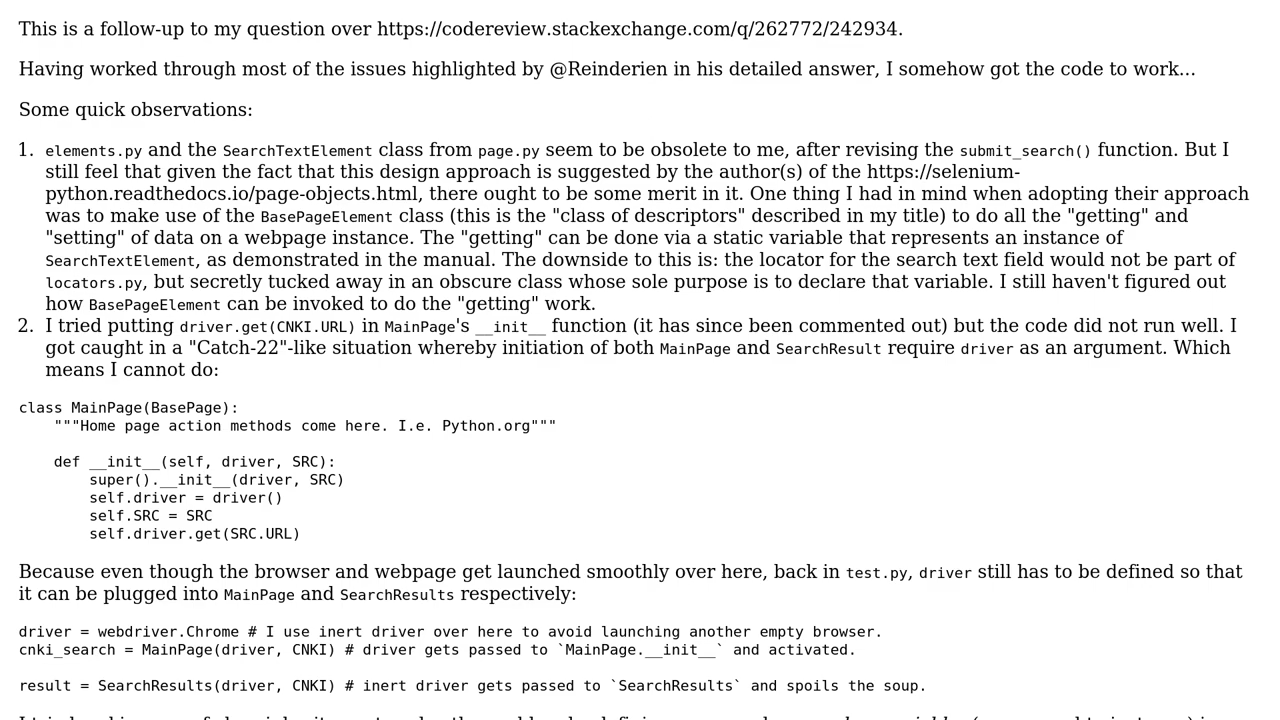 This is a follow-up to my question over https://codereview.stackexchange.com/q/262772/242934.
Having worked through most of the issues highlighted by @Reinderien in his detailed answer, I somehow got the code to work...
Some quick observations:
1. elements.py and the SearchTextElement class from page.py seem to be obsolete to me, after revising the submit_search() function. But I
still feel that given the fact that this design approach is suggested by the author(s) of the https://selenium-
python.readthedocs.io/page-objects.html, there ought to be some merit in it. One thing I had in mind when adopting their approach
was to make use of the BasePageElement class (this is the "class of descriptors" described in my title) to do all the "getting" and
"setting" of data on a webpage instance. The "getting" can be done via a static variable that represents an instance of
SearchTextElement, as demonstrated in the manual. The downside to this is: the locator for the search text field would not be part of
locators.py, but secretly tucked away in an obscure class whose sole purpose is to declare that variable. I still haven't figured out
how BasePageElement can be invoked to do the "getting" work.
2. I tried putting driver.get(CNKI.URL) in MainPage's __init__ function (it has since been commented out) but the code did not run well. I
got caught in a "Catch-22"-like situation whereby initiation of both MainPage and SearchResult require driver as an argument. Which
means I cannot do:
class MainPage(BasePage):
    """Home page action methods come here. I.e. Python.org"""
    def __init__(self, driver, SRC):
        super().__init__(driver, SRC)
        self.driver = driver()
        self.SRC = SRC
        self.driver.get(SRC.URL)
Because even though the browser and webpage get launched smoothly over here, back in test.py, driver still has to be defined so that
it can be plugged into MainPage and SearchResults respectively:
driver = webdriver.Chrome # I use inert driver over here to avoid launching another empty browser.
cnki_search = MainPage(driver, CNKI) # driver gets passed to `MainPage.__init__` and activated.
result = SearchResults(driver, CNKI) # inert driver gets passed to `SearchResults` and spoils the soup.